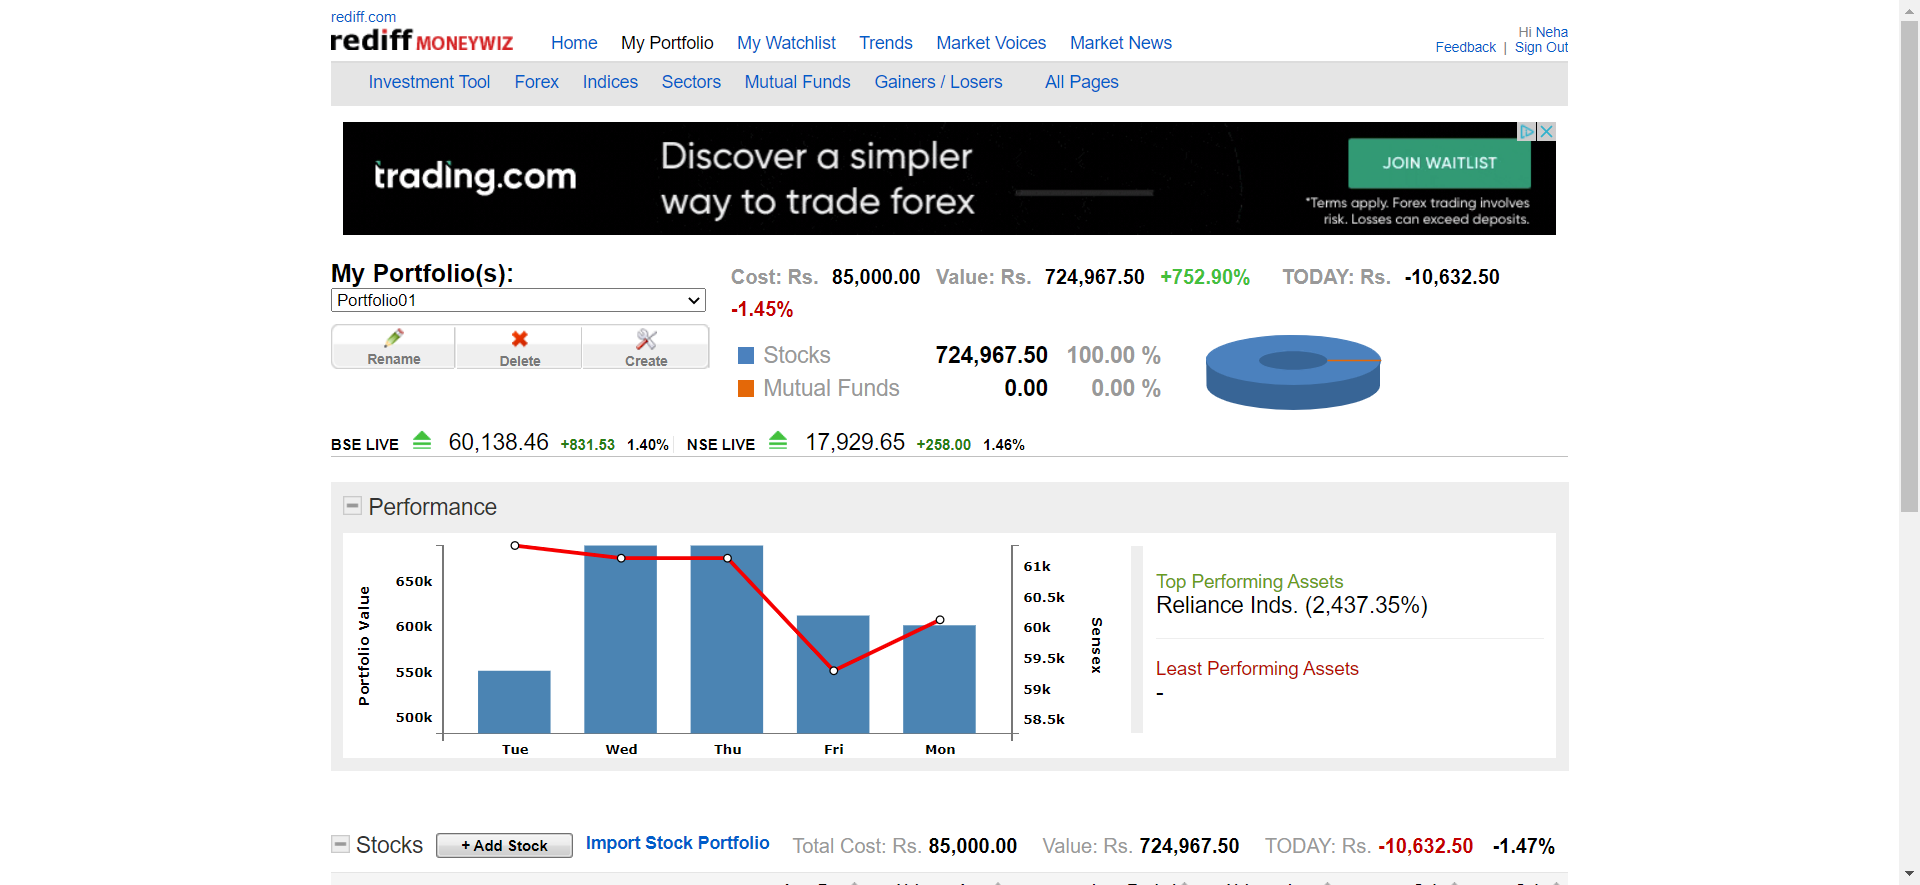 rediff.com
rediff MONEYWIZ Home My Portfolio My Watchlist Trends Market Voices Market News
Hi Neha
Feedback | Sign Out
Investment Tool Forex Indices Sectors Mutual Funds Gainers / Losers All Pages
trading.com
Discover a simpler
way to trade forex
JOIN WAITLIST
*Terms apply. Forex trading involves
risk. Losses can exceed deposits.
My Portfolio(s):
Portfolio01
Rename Delete Create
Cost: Rs. 85,000.00 Value: Rs. 724,967.50 +752.90% TODAY: Rs. -10,632.50
-1.45%
Stocks 724,967.50 100.00 %
Mutual Funds 0.00 0.00 %
BSE LIVE 60,138.46 +831.53 1.40% NSE LIVE 17,929.65 +258.00 1.46%
Performance
Portfolio Value
650k
600k
550k
500k
Tue Wed Thu Fri Mon
61k
60.5k
60k
59.5k
59k
58.5k
Sensex
Top Performing Assets
Reliance Inds. (2,437.35%)
Least Performing Assets
-
Stocks + Add Stock Import Stock Portfolio Total Cost: Rs. 85,000.00 Value: Rs. 724,967.50 TODAY: Rs. -10,632.50 -1.47%